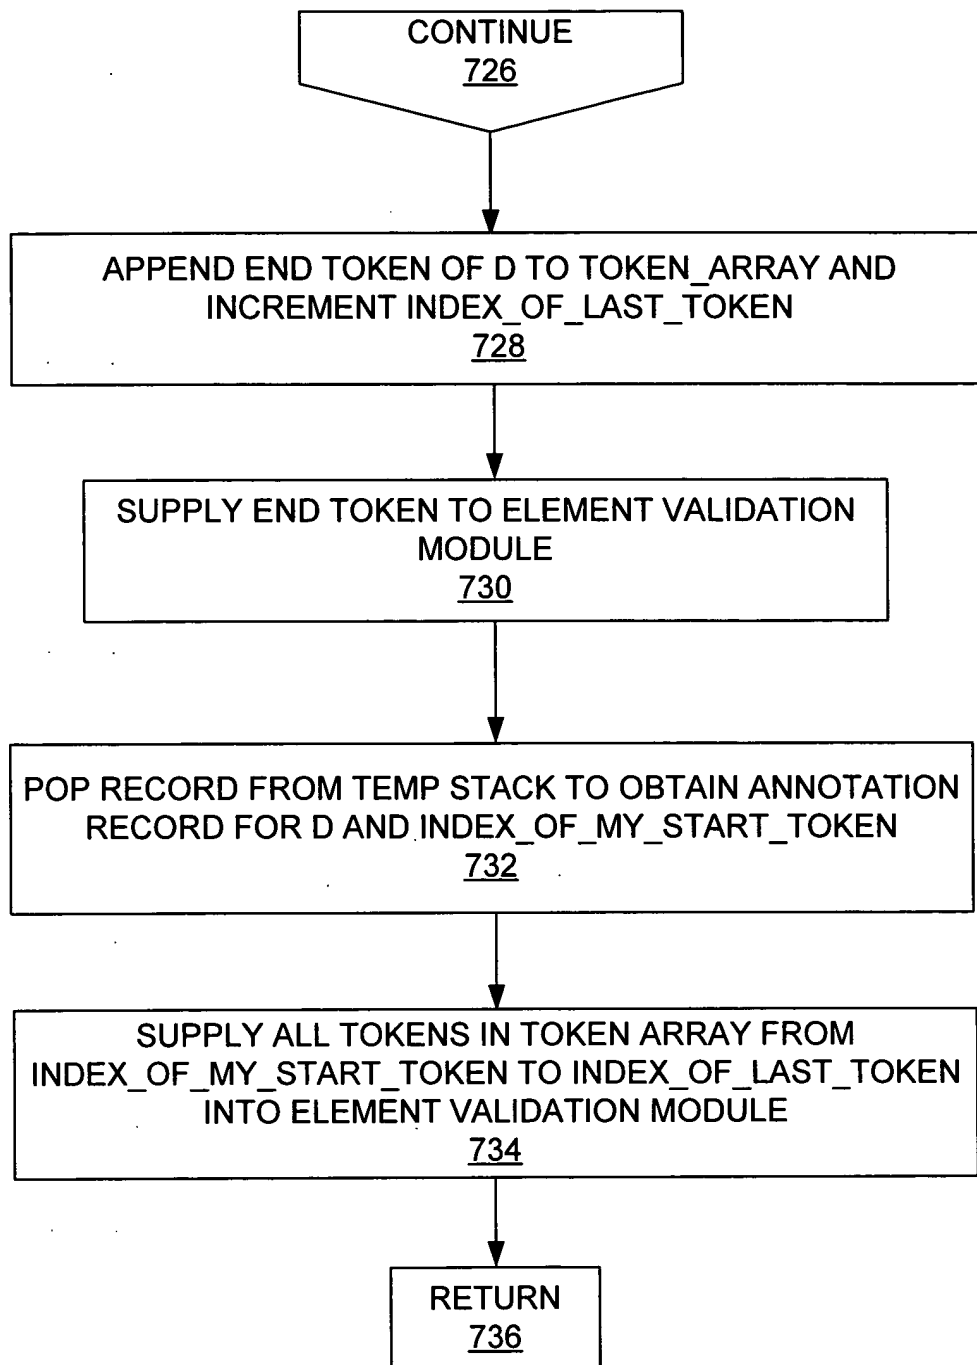 CONTINUE
726
APPEND END TOKEN OF D TO TOKEN_ARRAY AND
INCREMENT INDEX_OF_LAST_TOKEN
728
SUPPLY END TOKEN TO ELEMENT VALIDATION
MODULE
730
POP RECORD FROM TEMP STACK TO OBTAIN ANNOTATION
RECORD FOR D AND INDEX_OF_MY_START_TOKEN
732
SUPPLY ALL TOKENS IN TOKEN ARRAY FROM
INDEX_OF_MY_START_TOKEN TO INDEX_OF_LAST_TOKEN
INTO ELEMENT VALIDATION MODULE
734
RETURN
736